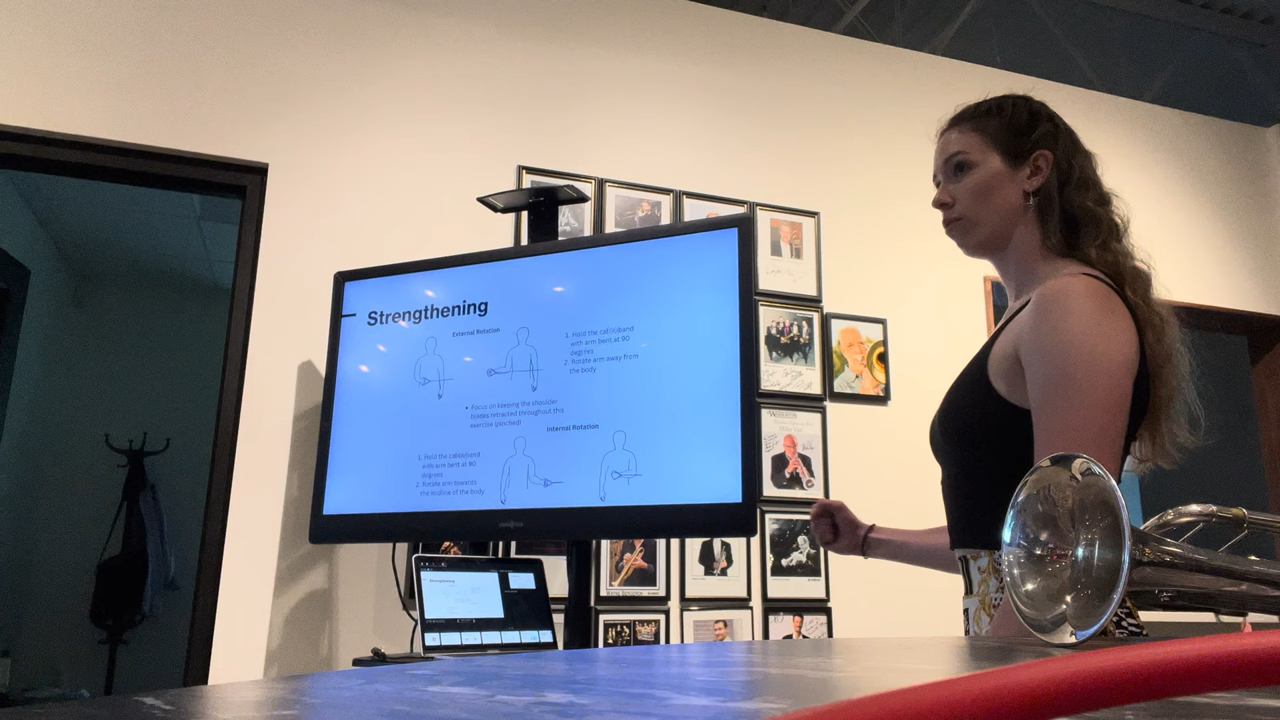 Strengthening
External Rotation
1. Hold the cable/band
with arm bent at 90
degrees
2. Rotate arm away from
the body
• Focus on keeping the shoulder
blades retracted throughout this
exercise (pinched)
Internal Rotation
1. Hold the cable/band
with arm bent at 90
degrees
2. Rotate arm towards
the midline of the body
Strengthening